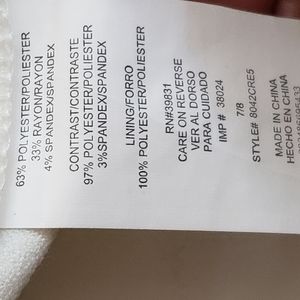 63% POLYESTER/POLIESTER
33% RAYON/RAYON
4% SPANDEX/SPANDEX
CONTRAST/CONTRASTE
97% POLYESTER/POLIESTER
3%SPANDEX/SPANDEX
LINING/FORRO
100% POLYESTER/POLIESTER
RN#39831
CARE ON REVERSE
VER AL DORSO
PARA CUIDADO
IMP # 38024
7/8
STYLE# 8042CRE5
MADE IN CHINA
HECHO EN CHINA